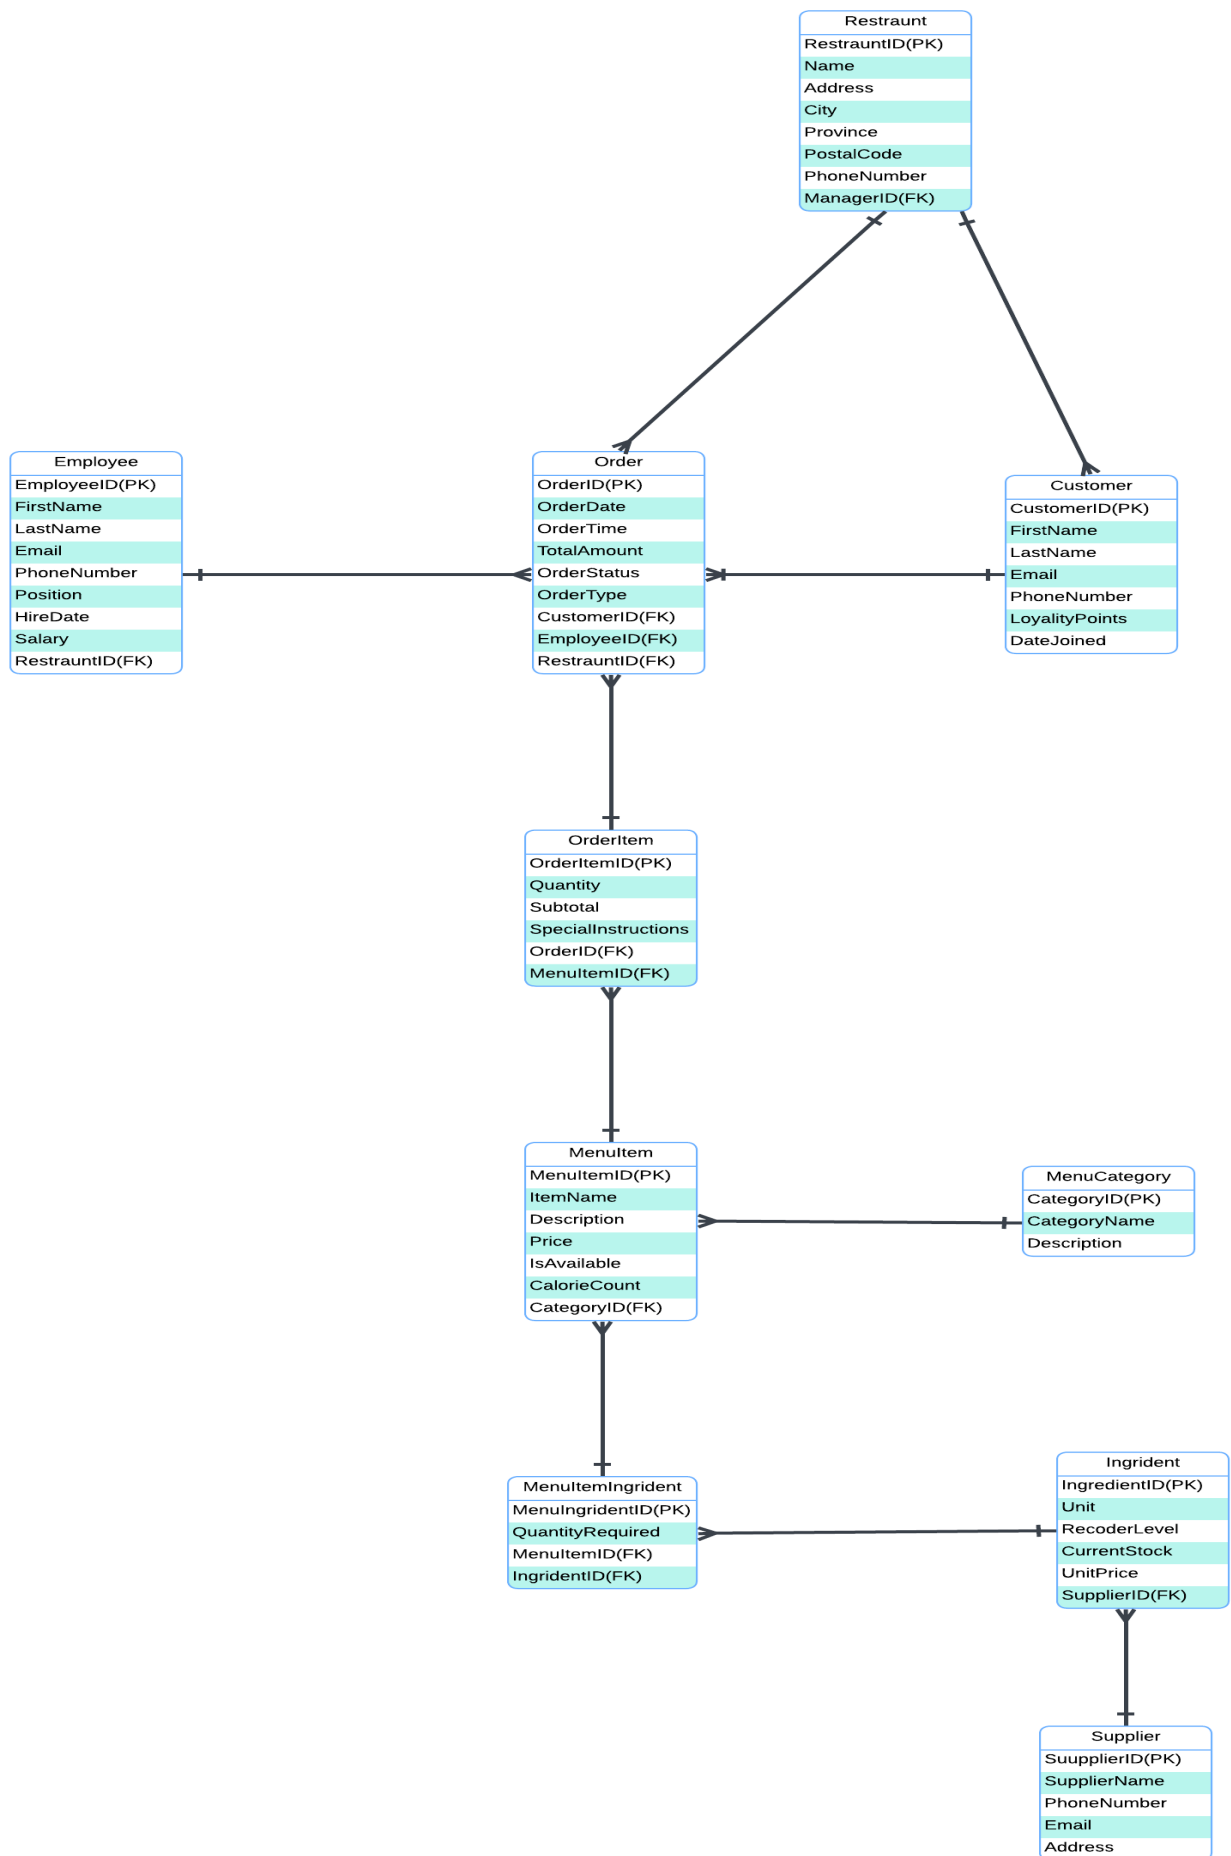 Restraunt
RestrauntID(PK)
Name
Address
City
Province
PostalCode
PhoneNumber
ManagerID(FK)
Employee
EmployeeID(PK)
FirstName
LastName
Email
PhoneNumber
Position
HireDate
Salary
RestrauntID(FK)
Order
OrderID(PK)
OrderDate
OrderTime
TotalAmount
OrderStatus
OrderType
CustomerID(FK)
EmployeeID(FK)
RestrauntID(FK)
Customer
CustomerID(PK)
FirstName
LastName
Email
PhoneNumber
LoyalityPoints
DateJoined
OrderItem
OrderItemID(PK)
Quantity
Subtotal
SpecialInstructions
OrderID(FK)
MenuItemID(FK)
MenuItem
MenuItemID(PK)
ItemName
Description
Price
IsAvailable
CalorieCount
CategoryID(FK)
MenuCategory
CategoryID(PK)
CategoryName
Description
MenuItemIngrident
MenuIngridentID(PK)
QuantityRequired
MenuItemID(FK)
IngridentID(FK)
Ingrident
IngredientID(PK)
Unit
RecoderLevel
CurrentStock
UnitPrice
SupplierID(FK)
Supplier
SuupplierID(PK)
SupplierName
PhoneNumber
Email
Address